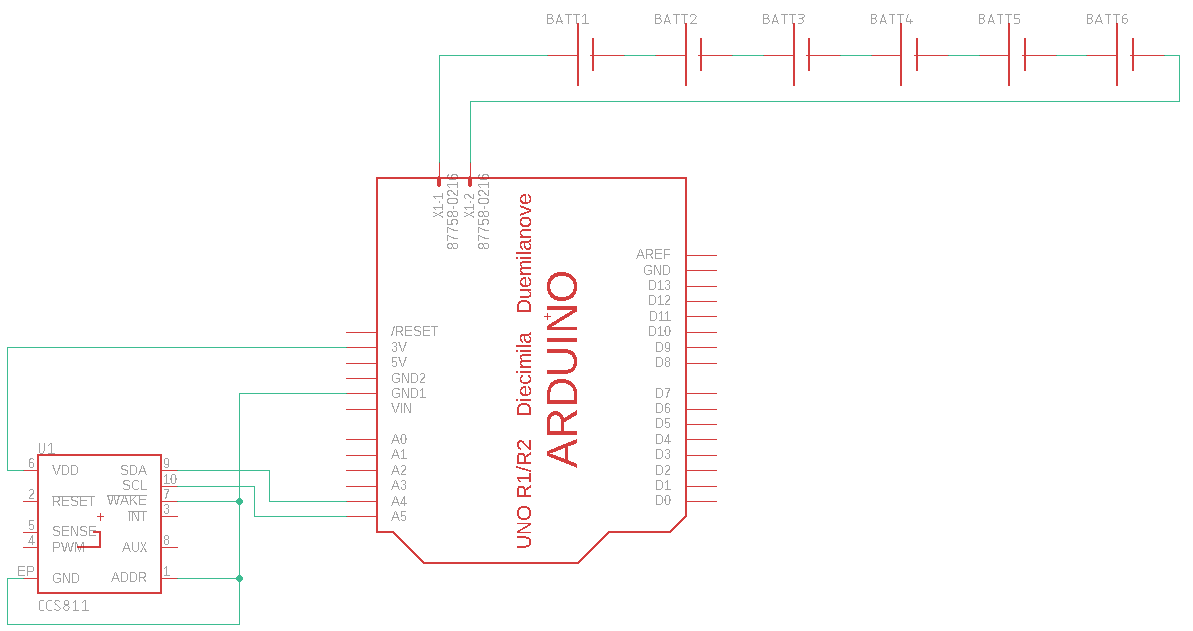 BATT1 BATT2 BATT3 BATT4 BATT5 BATT6
X1-1
87758-0216
X1-2
87758-0216
UNO R1/R2 Diecimila Duemilanove
ARDUINO
AREF
GND
D13
D12
D11
D10
D9
D8
D7
D6
D5
D4
D3
D2
D1
D0
/RESET
3V
5V
GND2
GND1
VIN
A0
A1
A2
A3
A4
A5
U1
6 VDD SDA 9
SCL 10
2 RESET WAKE 7
INT 3
5 SENSE
4 PWM AUX 8
EP GND ADDR 1
CCS811